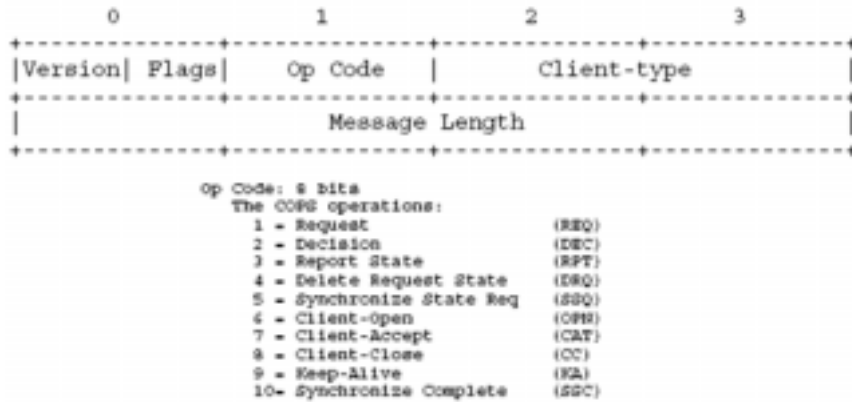 0 1 2 3
+--------------+--------------+--------------+--------------+
|Version| Flags| Op Code | Client-type |
+--------------+--------------+--------------+--------------+
| Message Length |
+--------------+--------------+--------------+--------------+
Op Code: 8 bits
The COPS operations:
1 = Request (REQ)
2 = Decision (DEC)
3 = Report State (RPT)
4 = Delete Request State (DRQ)
5 = Synchronize State Req (SSQ)
6 = Client-Open (OPN)
7 = Client-Accept (CAT)
8 = Client-Close (CC)
9 = Keep-Alive (KA)
10= Synchronize Complete (SSC)